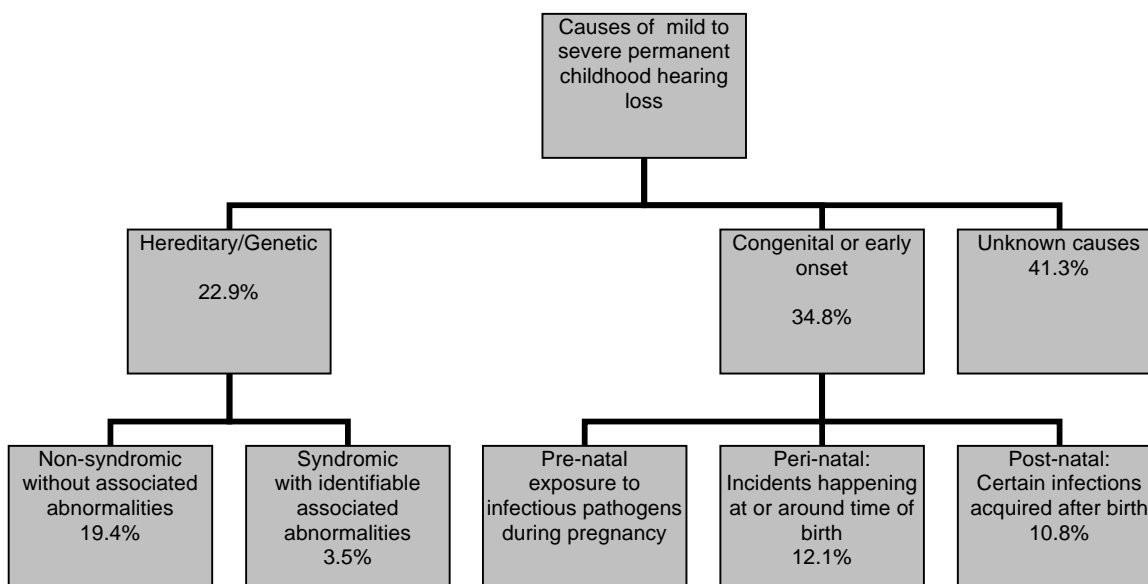 Causes of mild to
severe permanent
childhood hearing
loss
Hereditary/Genetic
22.9%
Congenital or early
onset
34.8%
Unknown causes
41.3%
Non-syndromic
without associated
abnormalities
19.4%
Syndromic
with identifiable
associated
abnormalities
3.5%
Pre-natal
exposure to
infectious pathogens
during pregnancy
Peri-natal:
Incidents happening
at or around time of
birth
12.1%
Post-natal:
Certain infections
acquired after birth
10.8%